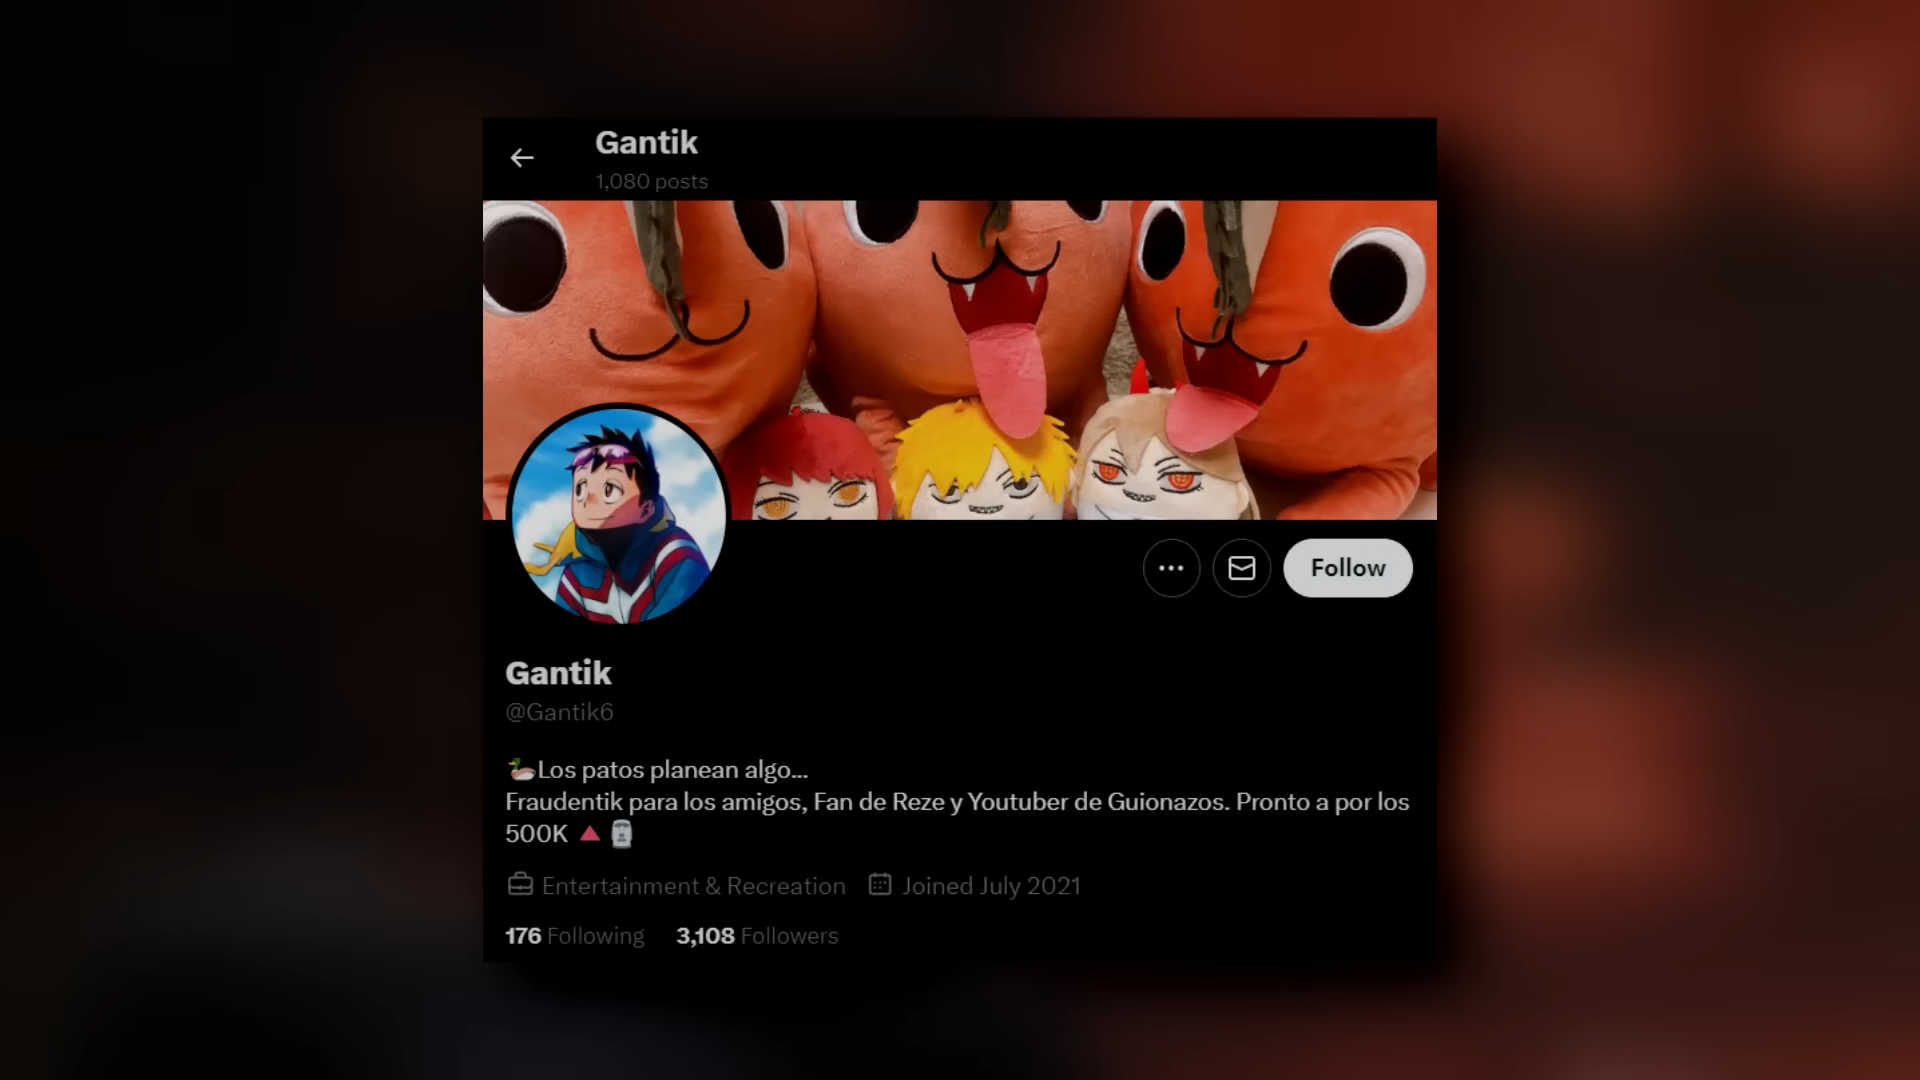 Gantik
1,080 posts
Follow
Gantik
@Gantik6
🦆Los patos planean algo...
Fraudentik para los amigos, Fan de Reze y Youtuber de Guionazos. Pronto a por los
500K 🔺🗿
Entertainment & Recreation Joined July 2021
176 Following 3,108 Followers